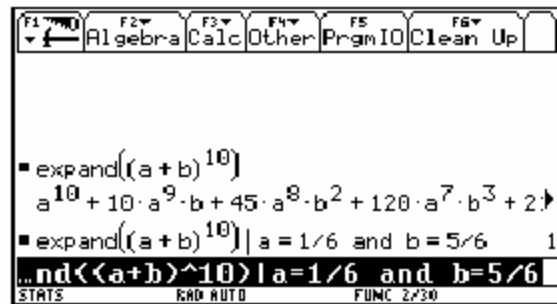 F1 F2 Algebra F3 Calc F4 Other F5 PrgmIO F6 Clean Up
▪ expand((a + b)^10)
a^10 + 10·a^9·b + 45·a^8·b^2 + 120·a^7·b^3 + 2
▪ expand((a + b)^10) | a = 1/6 and b = 5/6 1
…nd((a+b)^10)|a=1/6 and b=5/6
STATS RAD AUTO FUNC 2/30